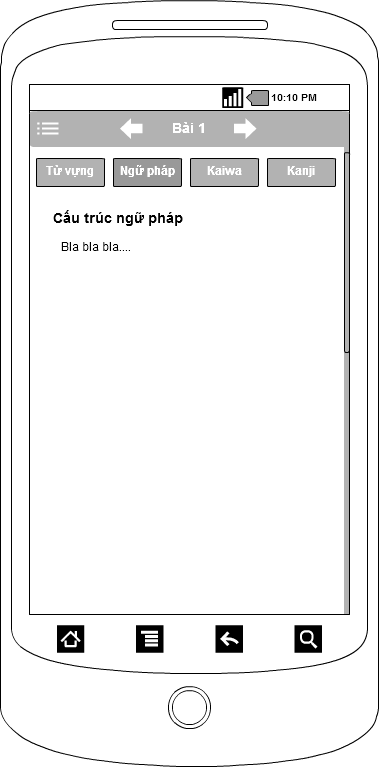 10:10 PM
Bài 1
Từ vựng Ngữ pháp Kaiwa Kanji
Cấu trúc ngữ pháp
Bla bla bla....